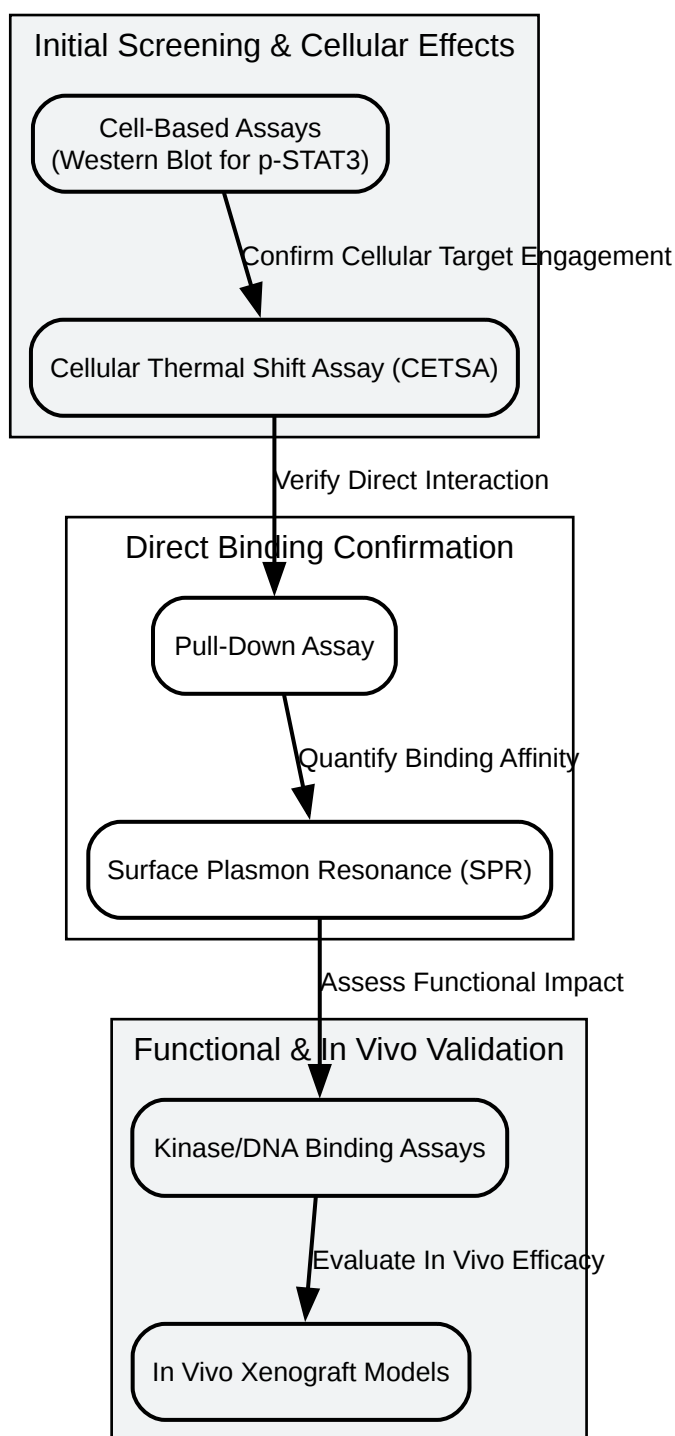 Initial Screening & Cellular Effects
Cell-Based Assays
(Western Blot for p-STAT3)
Confirm Cellular Target Engagement
Cellular Thermal Shift Assay (CETSA)
Verify Direct Interaction
Direct Binding Confirmation
Pull-Down Assay
Quantify Binding Affinity
Surface Plasmon Resonance (SPR)
Assess Functional Impact
Functional & In Vivo Validation
Kinase/DNA Binding Assays
Evaluate In Vivo Efficacy
In Vivo Xenograft Models